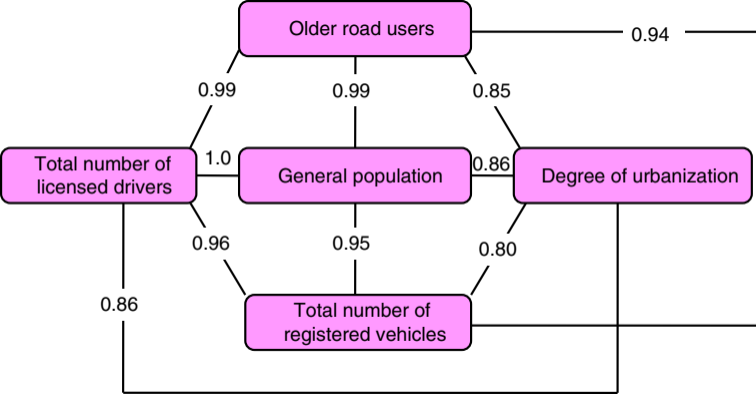 Older road users
0.94
0.99
0.99
0.85
Total number of
licensed drivers
1.0
General population
0.86
Degree of urbanization
0.96
0.95
0.80
0.86
Total number of
registered vehicles